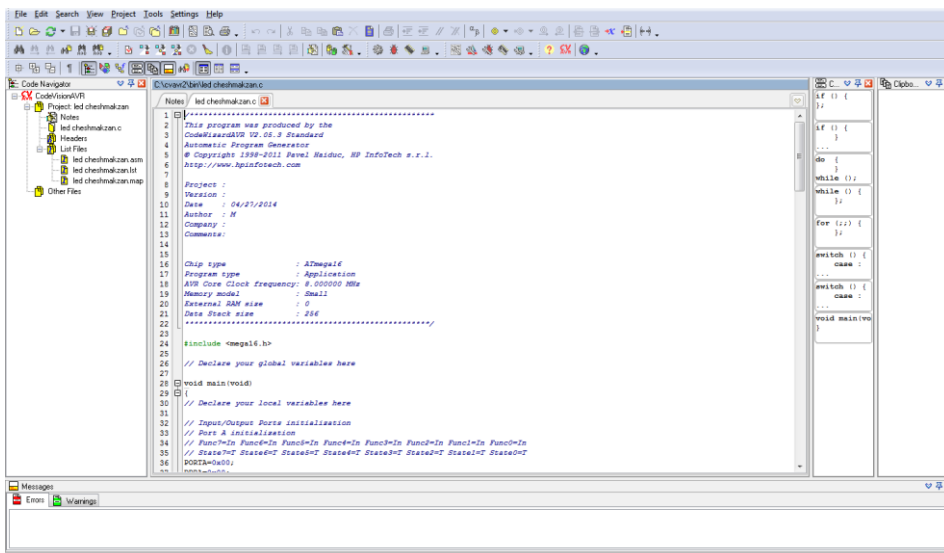 File Edit Search View Project Tools Settings Help
Code Navigator
CodeVisionAVR
Project: led cheshmakzan
Notes
led cheshmakzan.c
Headers
List Files
led cheshmakzan.asm
led cheshmakzan.lst
led cheshmakzan.map
Other Files
C:\cvavr2\bin\led cheshmakzan.c
Notes led cheshmakzan.c
1 /*****************************************************
2 This program was produced by the
3 CodeWizardAVR V2.05.3 Standard
4 Automatic Program Generator
5 © Copyright 1998-2011 Pavel Haiduc, HP InfoTech s.r.l.
6 http://www.hpinfotech.com
7
8 Project :
9 Version :
10 Date : 04/27/2014
11 Author : M
12 Company :
13 Comments:
14
15
16 Chip type : ATmega16
17 Program type : Application
18 AVR Core Clock frequency: 8.000000 MHz
19 Memory model : Small
20 External RAM size : 0
21 Data Stack size : 256
22 *****************************************************/
23
24 #include <mega16.h>
25
26 // Declare your global variables here
27
28 void main(void)
29 {
30 // Declare your local variables here
31
32 // Input/Output Ports initialization
33 // Port A initialization
34 // Func7=In Func6=In Func5=In Func4=In Func3=In Func2=In Func1=In Func0=In
35 // State7=T State6=T State5=T State4=T State3=T State2=T State1=T State0=T
36 PORTA=0x00;
C...
if () {
};
if () {
}
...
do {
}
while ();
while () {
};
for (;;) {
};
switch () {
case :
...
switch () {
case :
...
void main(vo
}
Clipbo...
Messages
Errors Warnings